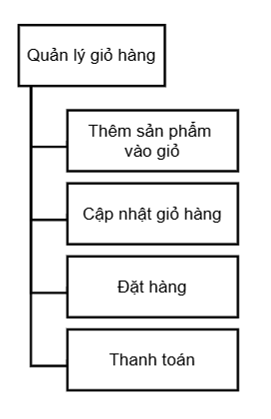 Quản lý giỏ hàng
Thêm sản phẩm
vào giỏ
Cập nhật giỏ hàng
Đặt hàng
Thanh toán